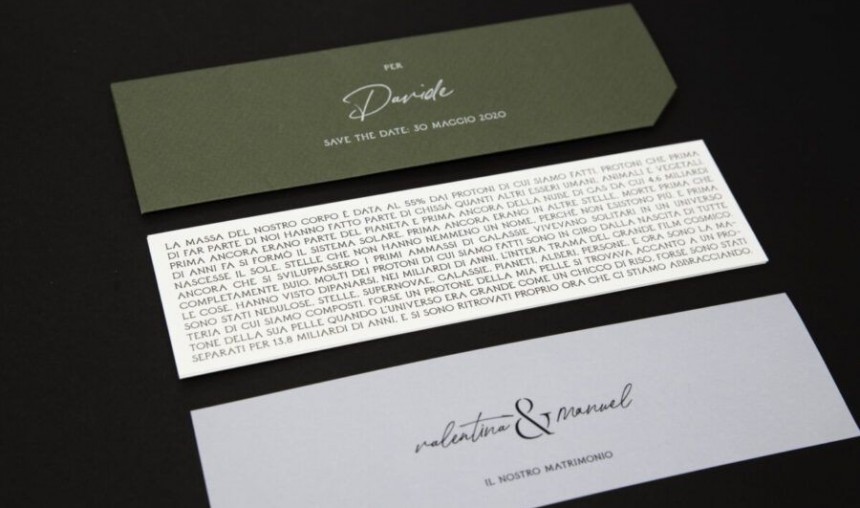 PER
Davide
SAVE THE DATE: 30 MAGGIO 2020
LA MASSA DEL NOSTRO CORPO È DATA AL 55% DAI PROTONI DI CUI SIAMO FATTI. PROTONI CHE PRIMA
DI FAR PARTE DI NOI HANNO FATTO PARTE DI CHISSÀ QUANTI ALTRI ESSERI UMANI, ANIMALI E VEGETALI.
PRIMA ANCORA ERANO PARTE DEL PIANETA E PRIMA ANCORA DELLA NUBE DI GAS DA CUI 4,6 MILIARDI
DI ANNI FA SI FORMÒ IL SISTEMA SOLARE. PRIMA ANCORA ERANO IN ALTRE STELLE, MORTE PRIMA CHE
NASCESSE IL SOLE. STELLE CHE NON HANNO NEMMENO UN NOME, PERCHÉ NON ESISTONO PIÙ. E PRIMA
ANCORA CHE SI SVILUPPASSERO I PRIMI AMMASSI DI GALASSIE VIVEVANO SOLITARI IN UN UNIVERSO
COMPLETAMENTE BUIO. MOLTI DEI PROTONI DI CUI SIAMO FATTI SONO IN GIRO DALLA NASCITA DI TUTTE
LE COSE. HANNO VISTO DIPANARSI, NEI MILIARDI DI ANNI, L'INTERA TRAMA DEL GRANDE FILM COSMICO.
SONO STATI NEBULOSE, STELLE, SUPERNOVAE, GALASSIE, PIANETI, ALBERI, PERSONE, E ORA SONO LA MA-
TERIA DI CUI SIAMO COMPOSTI. FORSE UN PROTONE DELLA MIA PELLE SI TROVAVA ACCANTO A UN PRO-
TONE DELLA SUA PELLE QUANDO L'UNIVERSO ERA GRANDE COME UN CHICCO DI RISO. FORSE SONO STATI
SEPARATI PER 13,8 MILIARDI DI ANNI, E SI SONO RITROVATI PROPRIO ORA CHE CI STIAMO ABBRACCIANDO.
valentina & manuel
IL NOSTRO MATRIMONIO